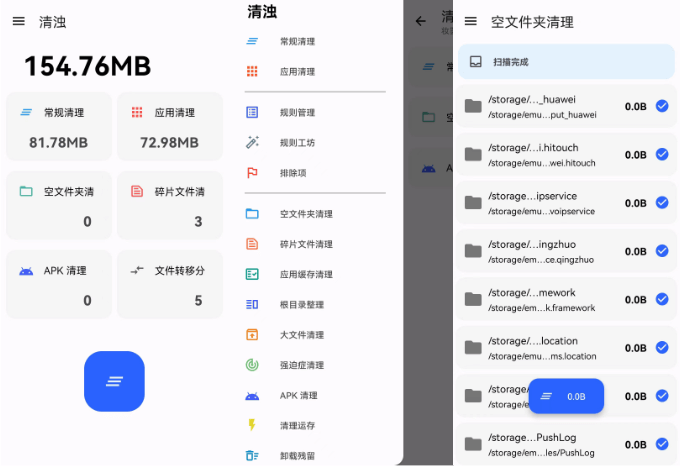 清浊
154.76MB
常规清理
81.78MB
应用清理
72.98MB
空文件夹清
0
碎片文件清
3
APK 清理
0
文件转移分
5
清浊
常规清理
应用清理
规则管理
规则工坊
排除项
空文件夹清理
碎片文件清理
应用缓存清理
根目录整理
大文件清理
强迫症清理
APK 清理
清理运存
卸载残留
空文件夹清理
扫描完成
/storage/…_huawei
/storage/emu…put_huawei
0.0B
/storage/…i.hitouch
/storage/emu…wei.hitouch
0.0B
/storage…ipservice
/storage/emu…voipservice
0.0B
/storage/…ingzhuo
/storage/emu…ce.qingzhuo
0.0B
/storage/…mework
/storage/emu…k.framework
0.0B
/storage/….location
/storage/emu…ms.location
0.0B
/storage/
/storage/e
0.0B
0.0B
/storage…PushLog
/storage/emu…les/PushLog
0.0B